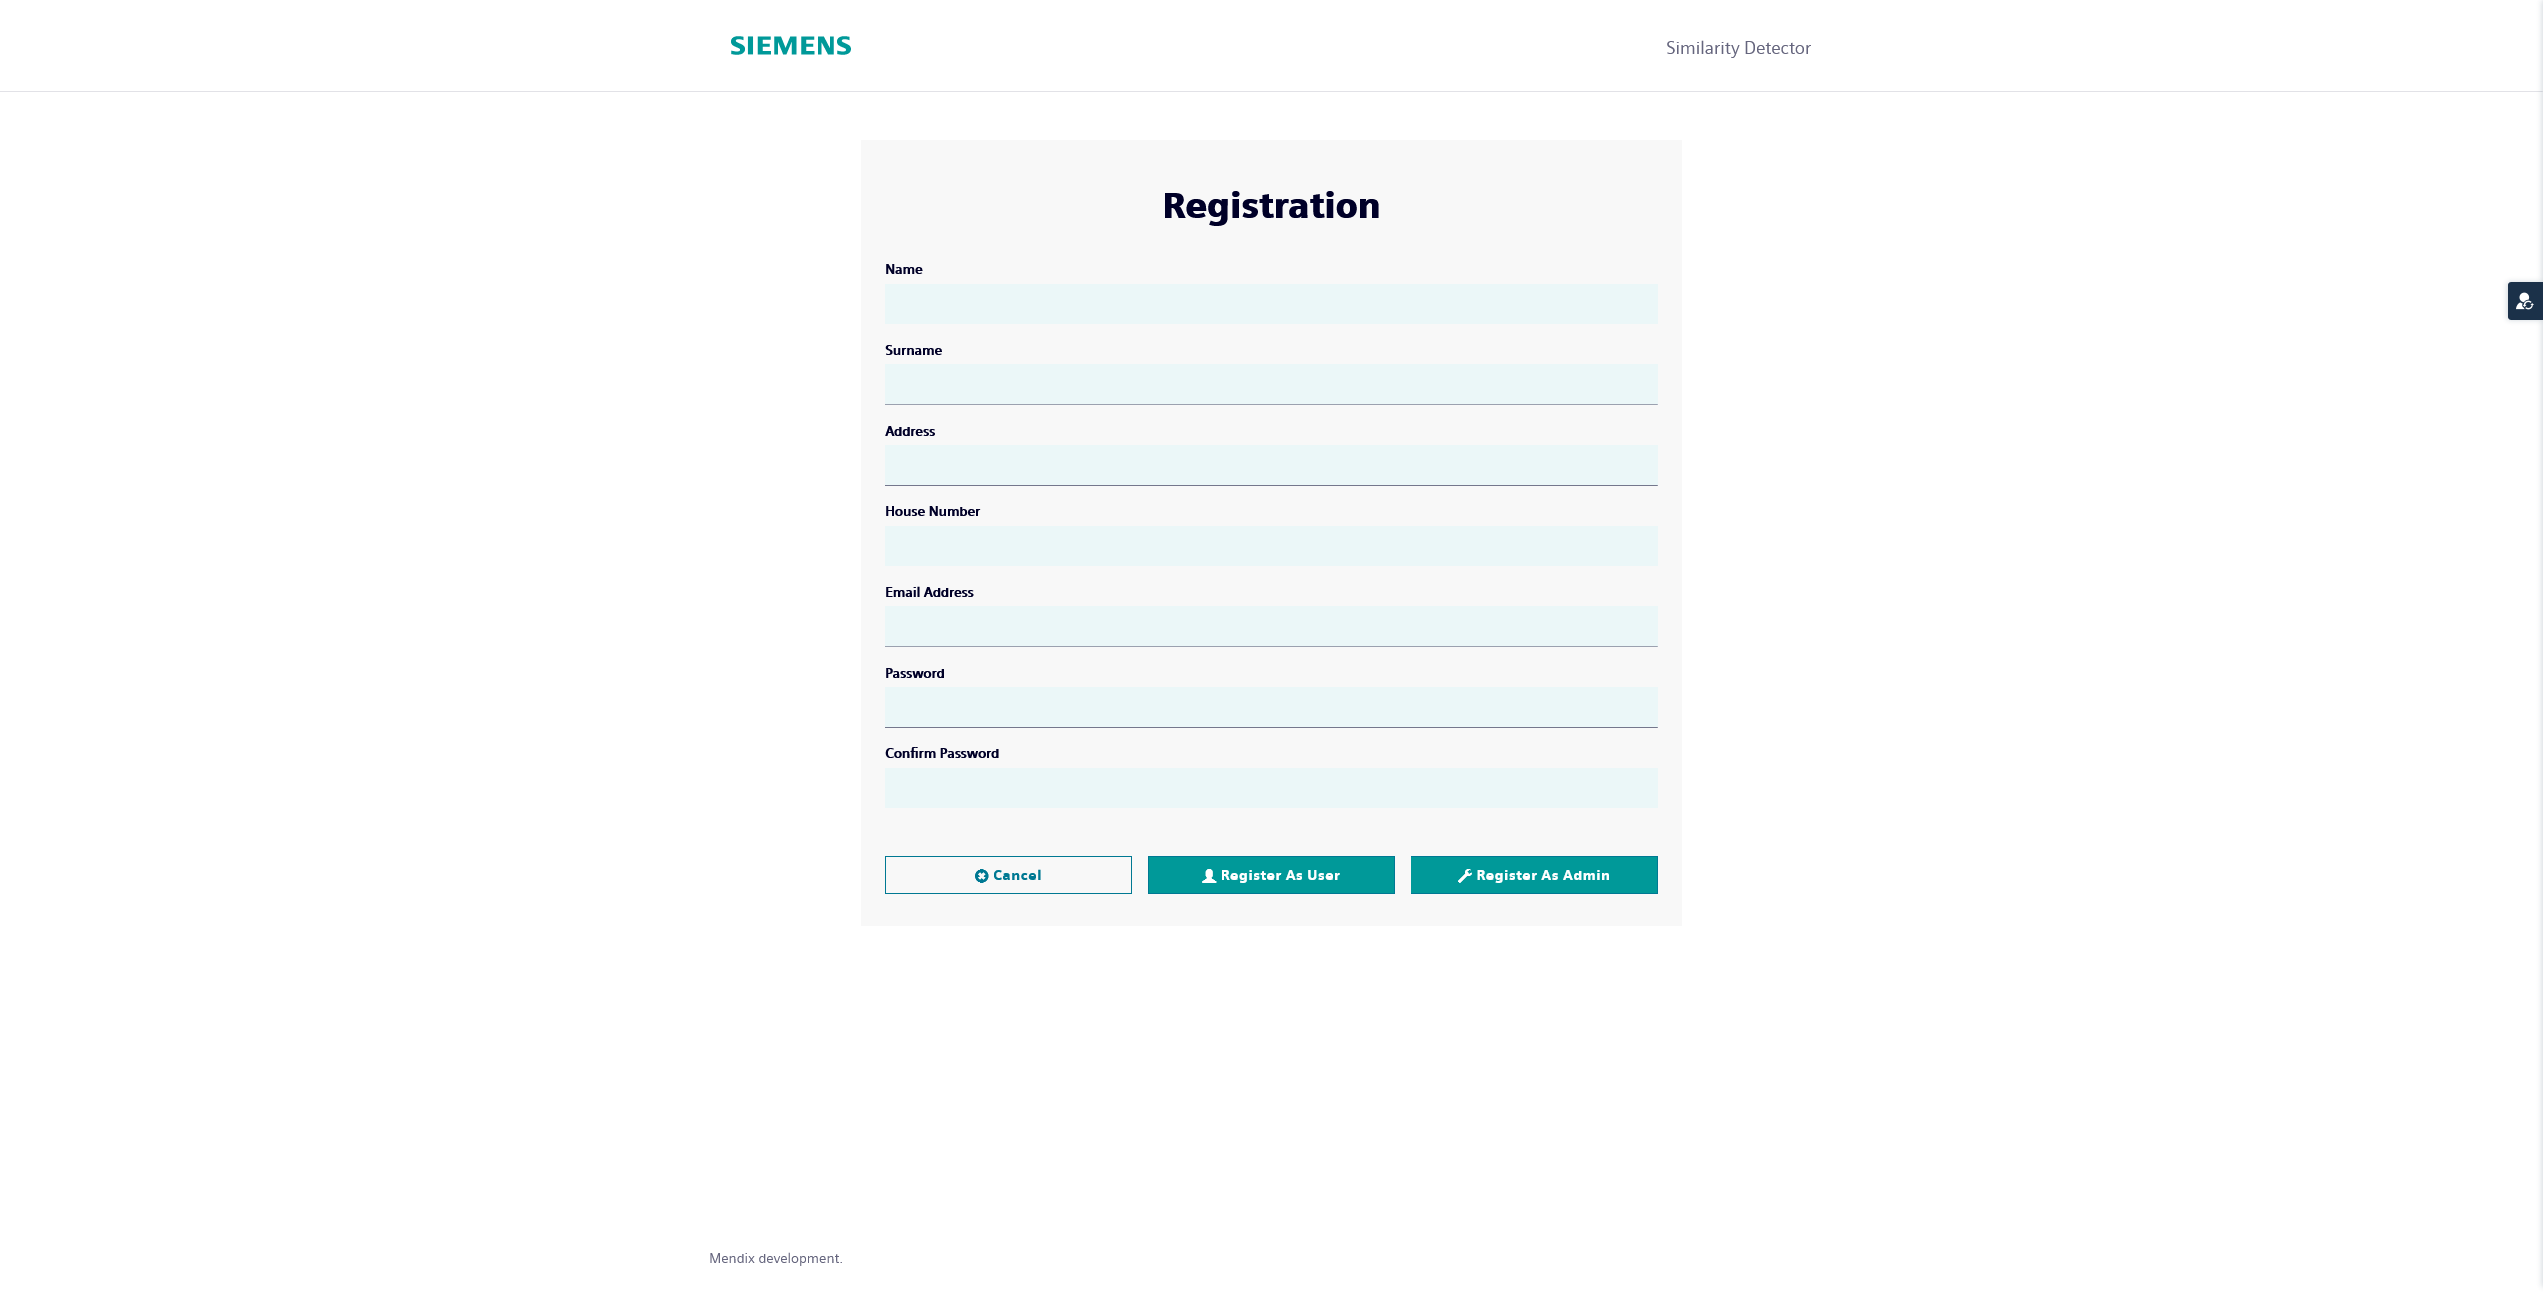 SIEMENS
Similarity Detector
Registration
Name
Surname
Address
House Number
Email Address
Password
Confirm Password
Cancel
Register As User
Register As Admin
Mendix development.